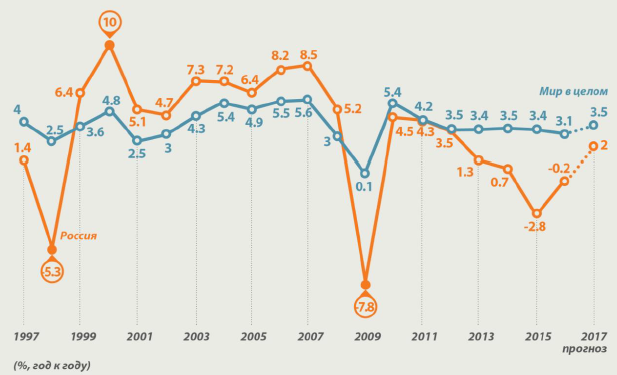 10
8.2 8.5
7.3 7.2
6.4 6.4
Мир в целом
4 4.8 5.1 4.7 5.2 5.4 4.2 3.5 3.4 3.5 3.4 3.1 3.5
2.5 3.6 2.5 3 4.3 5.4 4.9 5.5 5.6 3 4.5 4.3 3.5
1.4 0.1 1.3 0.7 -0.2 2
Россия
-2.8
-5.3
-7.8
1997 1999 2001 2003 2005 2007 2009 2011 2013 2015 2017
прогноз
(%, год к году)